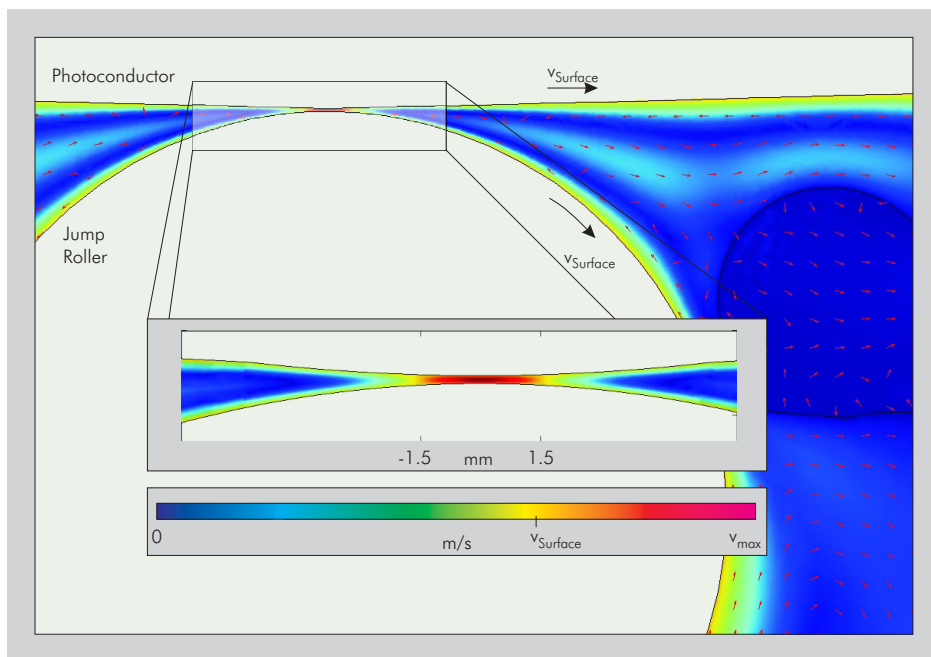 Photoconductor
vSurface
Jump
Roller
vSurface
-1.5 mm 1.5
0 m/s vSurface vmax